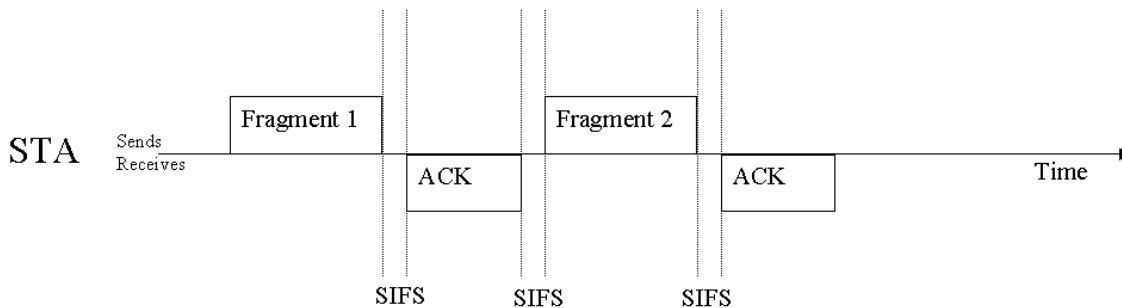 Fragment 1
Fragment 2
STA
Sends
Receives
ACK
ACK
Time
SIFS
SIFS
SIFS